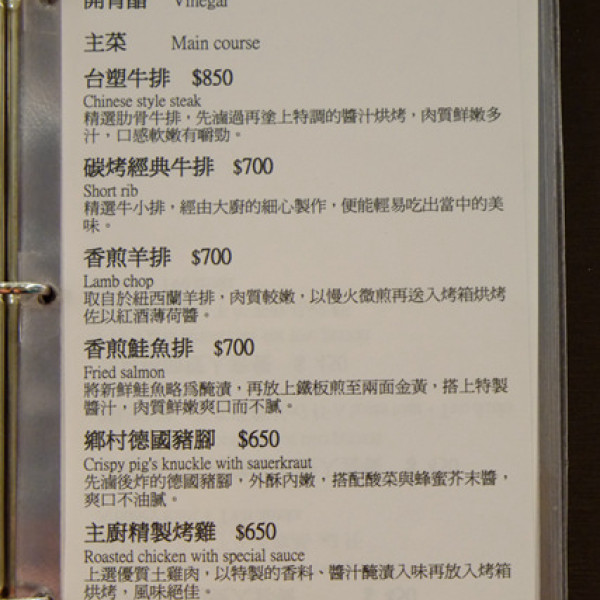 開胃醋 Vinegar
主菜 Main course
台塑牛排 $850
Chinese style steak
精選肋骨牛排，先滷過再塗上特調的醬汁烘烤，肉質鮮嫩多
汁，口感軟嫩有嚼勁。
碳烤經典牛排 $700
Short rib
精選牛小排，經由大廚的細心製作，便能輕易吃出當中的美
味。
香煎羊排 $700
Lamb chop
取自於紐西蘭羊排，肉質較嫩，以慢火微煎再送入烤箱烘烤
佐以紅酒薄荷醬。
香煎鮭魚排 $700
Fried salmon
將新鮮鮭魚略爲醃漬，再放上鐵板煎至兩面金黃，搭上特製
醬汁，肉質鮮嫩爽口而不膩。
鄉村德國豬腳 $650
Crispy pig's knuckle with sauerkraut
先滷後炸的德國豬腳，外酥內嫩，搭配酸菜與蜂蜜芥末醬，
爽口不油膩。
主廚精製烤雞 $650
Roasted chicken with special sauce
上選優質土雞肉，以特製的香料、醬汁醃漬入味再放入烤箱
烘烤，風味絕佳。